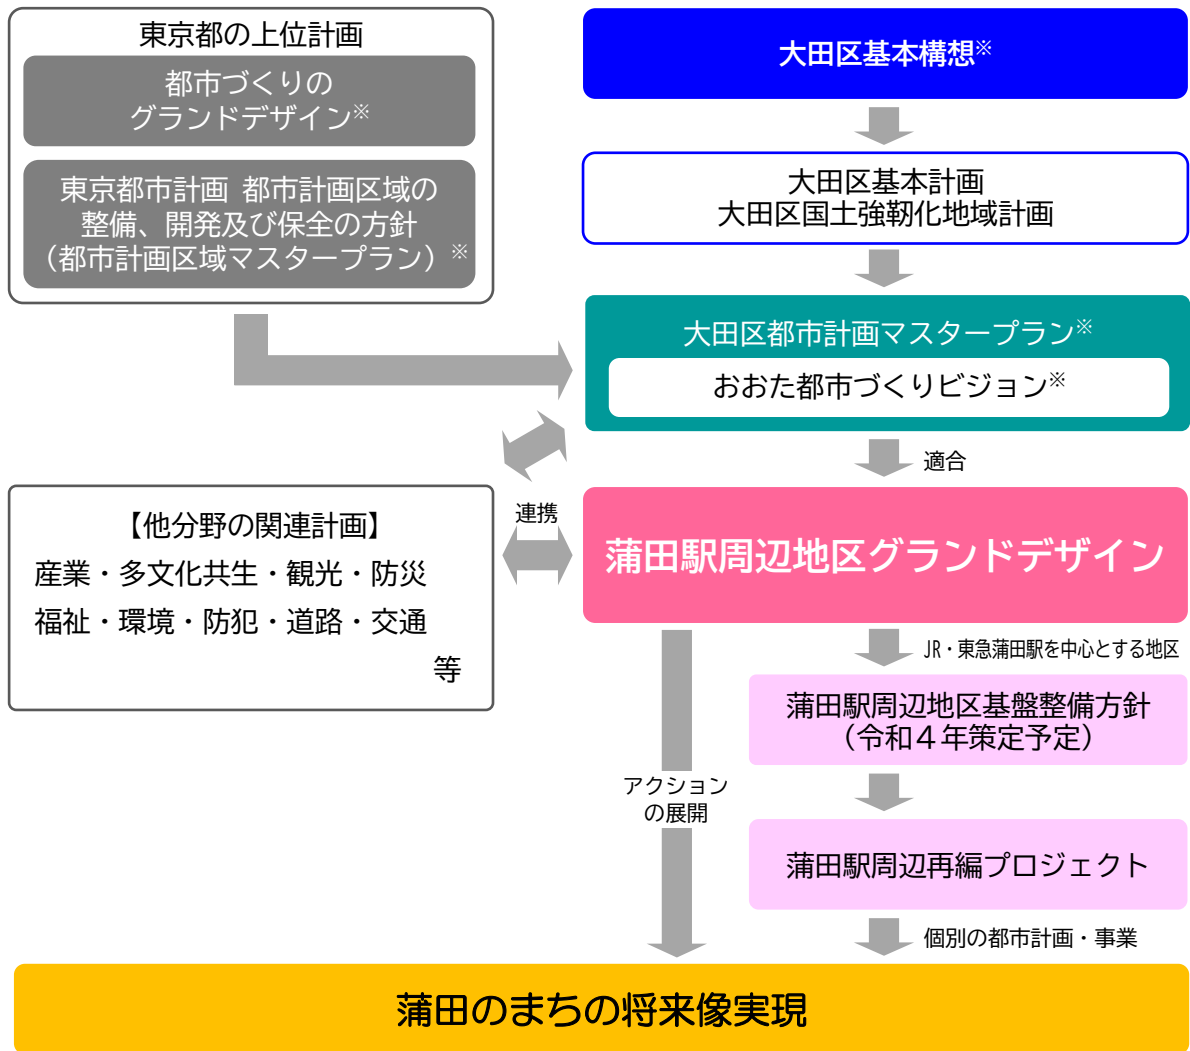 東京都の上位計画
都市づくりの
グランドデザイン※
東京都市計画 都市計画区域の
整備、開発及び保全の方針
（都市計画区域マスタープラン）※
大田区基本構想※
大田区基本計画
大田区国土強靭化地域計画
大田区都市計画マスタープラン※
おおた都市づくりビジョン※
適合
【他分野の関連計画】
産業・多文化共生・観光・防災
福祉・環境・防犯・道路・交通
等
連携
蒲田駅周辺地区グランドデザイン
JR・東急蒲田駅を中心とする地区
蒲田駅周辺地区基盤整備方針
（令和４年策定予定）
アクション
の展開
蒲田駅周辺再編プロジェクト
個別の都市計画・事業
蒲田のまちの将来像実現